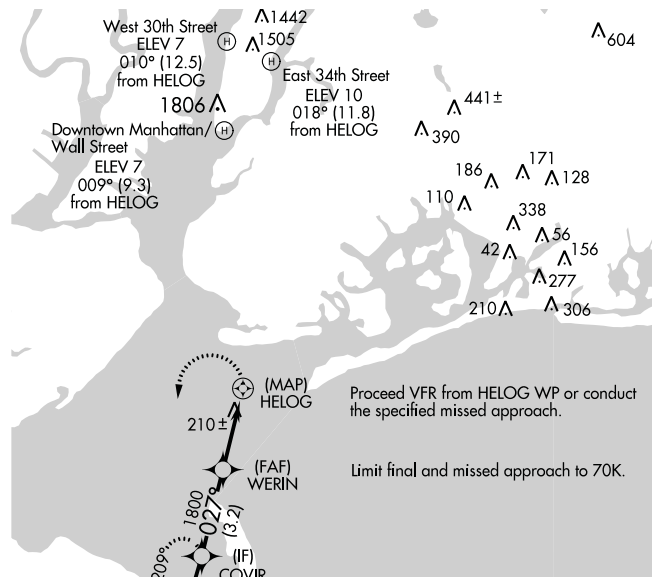 1442
1505
604
West 30th Street
ELEV 7
010° (12.5)
from HELOG
H
H
East 34th Street
ELEV 10
018° (11.8)
from HELOG
1806
441±
390
Downtown Manhattan/
Wall Street
H
ELEV 7
009° (9.3)
from HELOG
186
171
128
110
338
56
42
156
277
210
306
(MAP)
HELOG
210±
Proceed VFR from HELOG WP or conduct
the specified missed approach.
(FAF)
WERIN
Limit final and missed approach to 70K.
1800
027°
(3.2)
209°
(IF)
COVIR